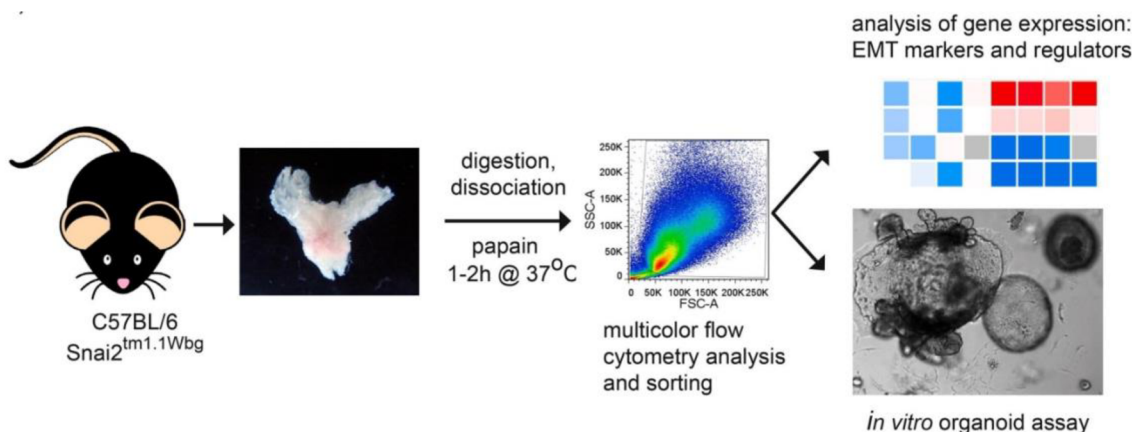 C57BL/6
Snai2tm1.1Wbg
digestion,
dissociation
papain
1-2h @ 37°C
250K
200K
150K
100K
50K
0
SSC-A
0 50K 100K 150K 200K 250K
FSC-A
multicolor flow
cytometry analysis
and sorting
analysis of gene expression:
EMT markers and regulators
in vitro organoid assay